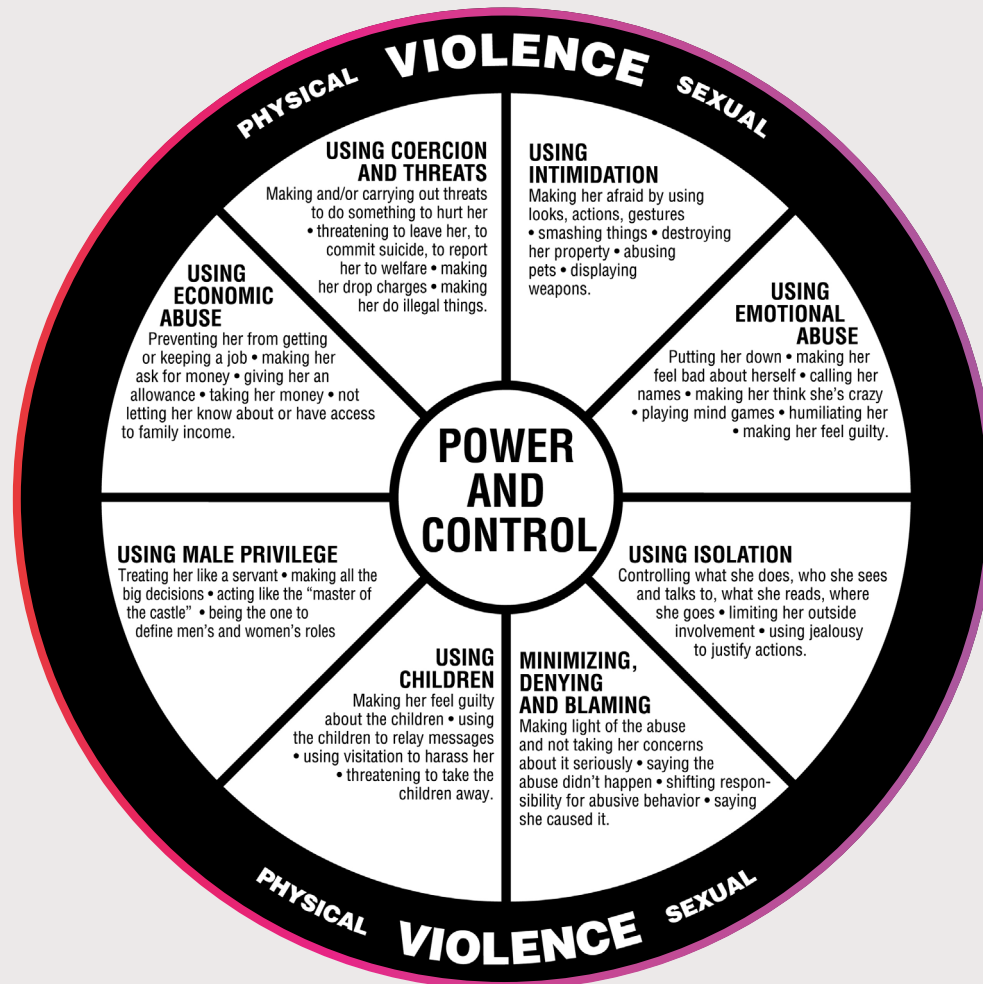 PHYSICAL VIOLENCE SEXUAL
USING COERCION
AND THREATS
Making and/or carrying out threats
to do something to hurt her
• threatening to leave her, to
commit suicide, to report
her to welfare • making
her drop charges • making
her do illegal things.
USING
INTIMIDATION
Making her afraid by using
looks, actions, gestures
• smashing things • destroying
her property • abusing
pets • displaying
weapons.
USING
ECONOMIC
ABUSE
Preventing her from getting
or keeping a job • making her
ask for money • giving her an
allowance • taking her money • not
letting her know about or have access
to family income.
USING
EMOTIONAL
ABUSE
Putting her down • making her
feel bad about herself • calling her
names • making her think she's crazy
• playing mind games • humiliating her
• making her feel guilty.
POWER
AND
CONTROL
USING MALE PRIVILEGE
Treating her like a servant • making all the
big decisions • acting like the “master of
the castle” • being the one to
define men's and women's roles
USING ISOLATION
Controlling what she does, who she sees
and talks to, what she reads, where
she goes • limiting her outside
involvement • using jealousy
to justify actions.
USING
CHILDREN
Making her feel guilty
about the children • using
the children to relay messages
• using visitation to harass her
• threatening to take the
children away.
MINIMIZING,
DENYING
AND BLAMING
Making light of the abuse
and not taking her concerns
about it seriously • saying the
abuse didn't happen • shifting respon-
sibility for abusive behavior • saying
she caused it.
PHYSICAL VIOLENCE SEXUAL